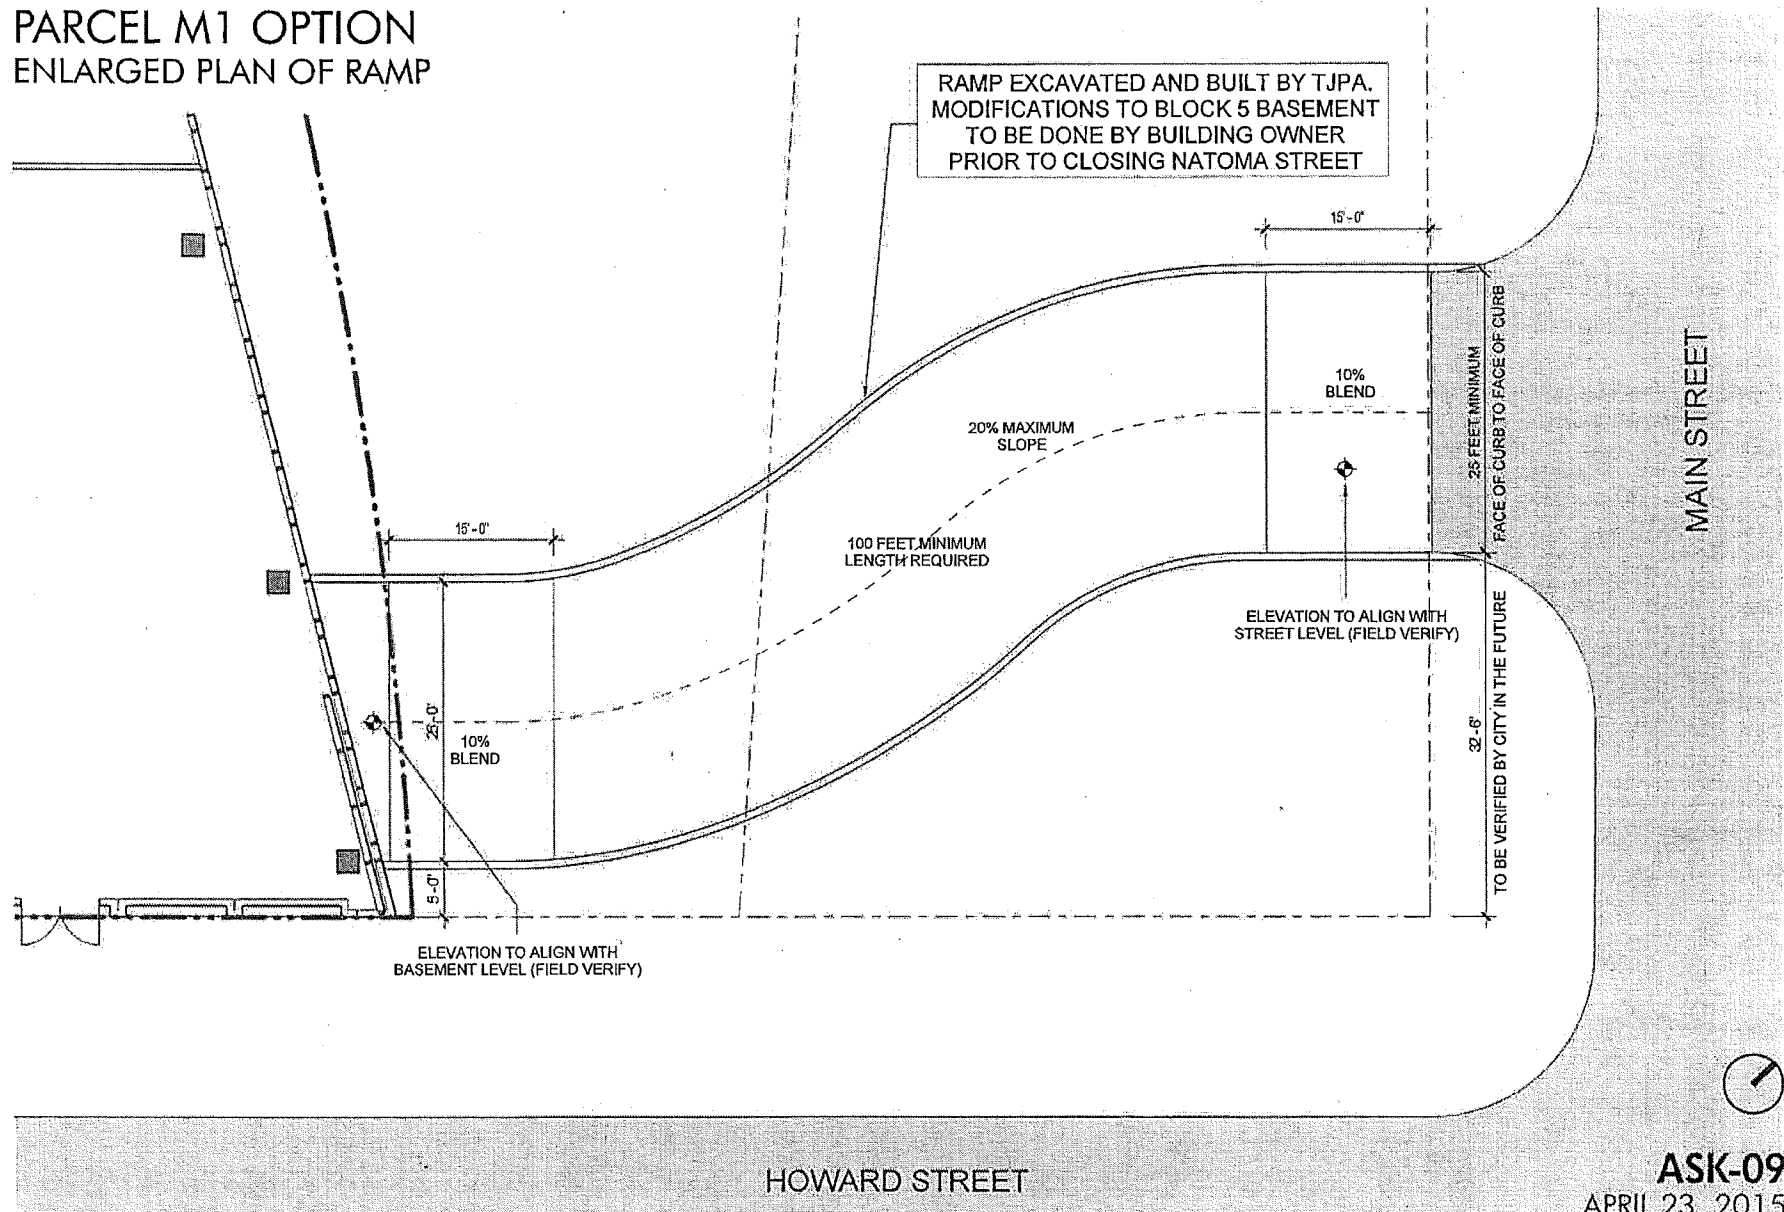 PARCEL M1 OPTION
ENLARGED PLAN OF RAMP
RAMP EXCAVATED AND BUILT BY TJPA.
MODIFICATIONS TO BLOCK 5 BASEMENT
TO BE DONE BY BUILDING OWNER
PRIOR TO CLOSING NATOMA STREET
15'-0"
10%
BLEND
25 FEET MINIMUM
FACE OF CURB TO FACE OF CURB
MAIN STREET
20% MAXIMUM
SLOPE
100 FEET MINIMUM
LENGTH REQUIRED
15'-0"
ELEVATION TO ALIGN WITH
STREET LEVEL (FIELD VERIFY)
32'-6"
TO BE VERIFIED BY CITY IN THE FUTURE
10%
BLEND
5'-0"
ELEVATION TO ALIGN WITH
BASEMENT LEVEL (FIELD VERIFY)
HOWARD STREET
ASK-09
APRIL 23, 2015